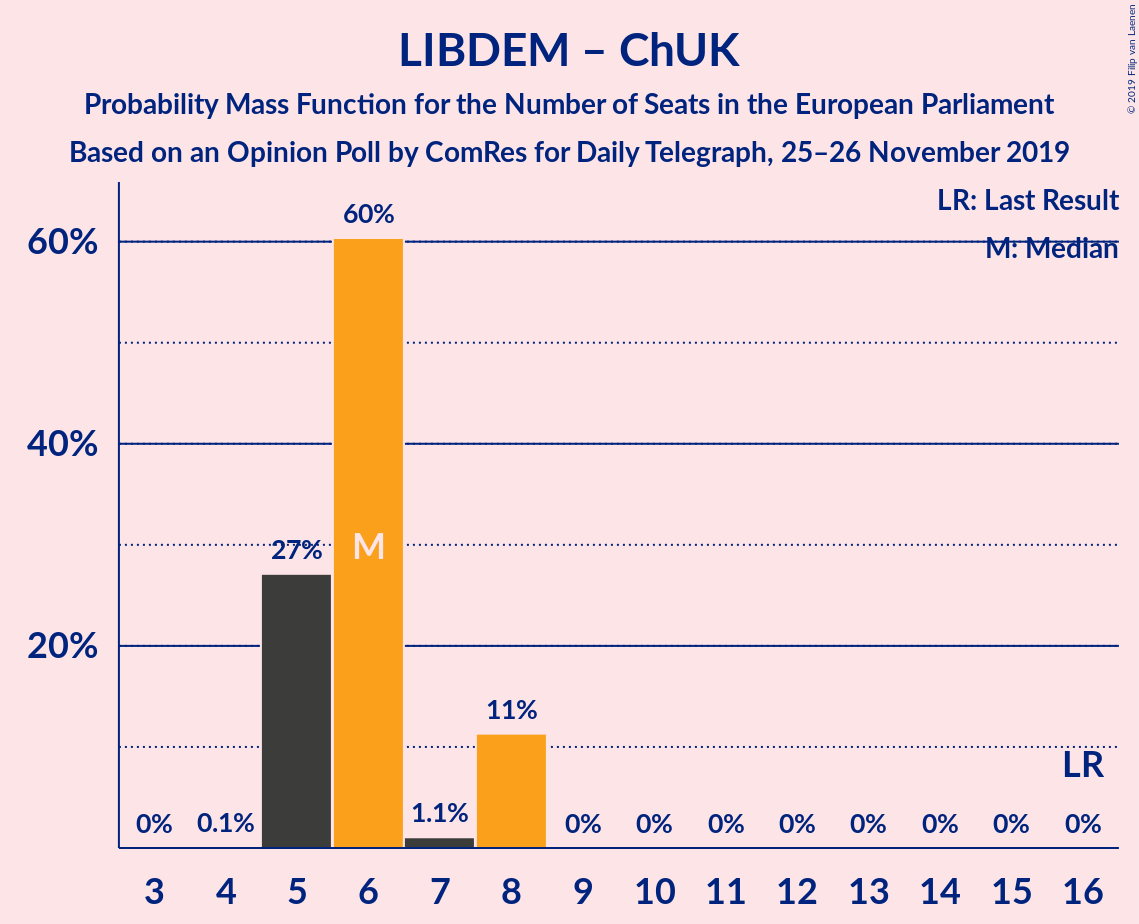 LIBDEM – ChUK
Probability Mass Function for the Number of Seats in the European Parliament
Based on an Opinion Poll by ComRes for Daily Telegraph, 25–26 November 2019
© 2019 Filip van Laenen
LR: Last Result
M: Median
60%
40%
20%
0%
0.1%
27%
60%
M
1.1%
11%
0%
0%
0%
0%
0%
0%
0%
0%
LR
3 4 5 6 7 8 9 10 11 12 13 14 15 16